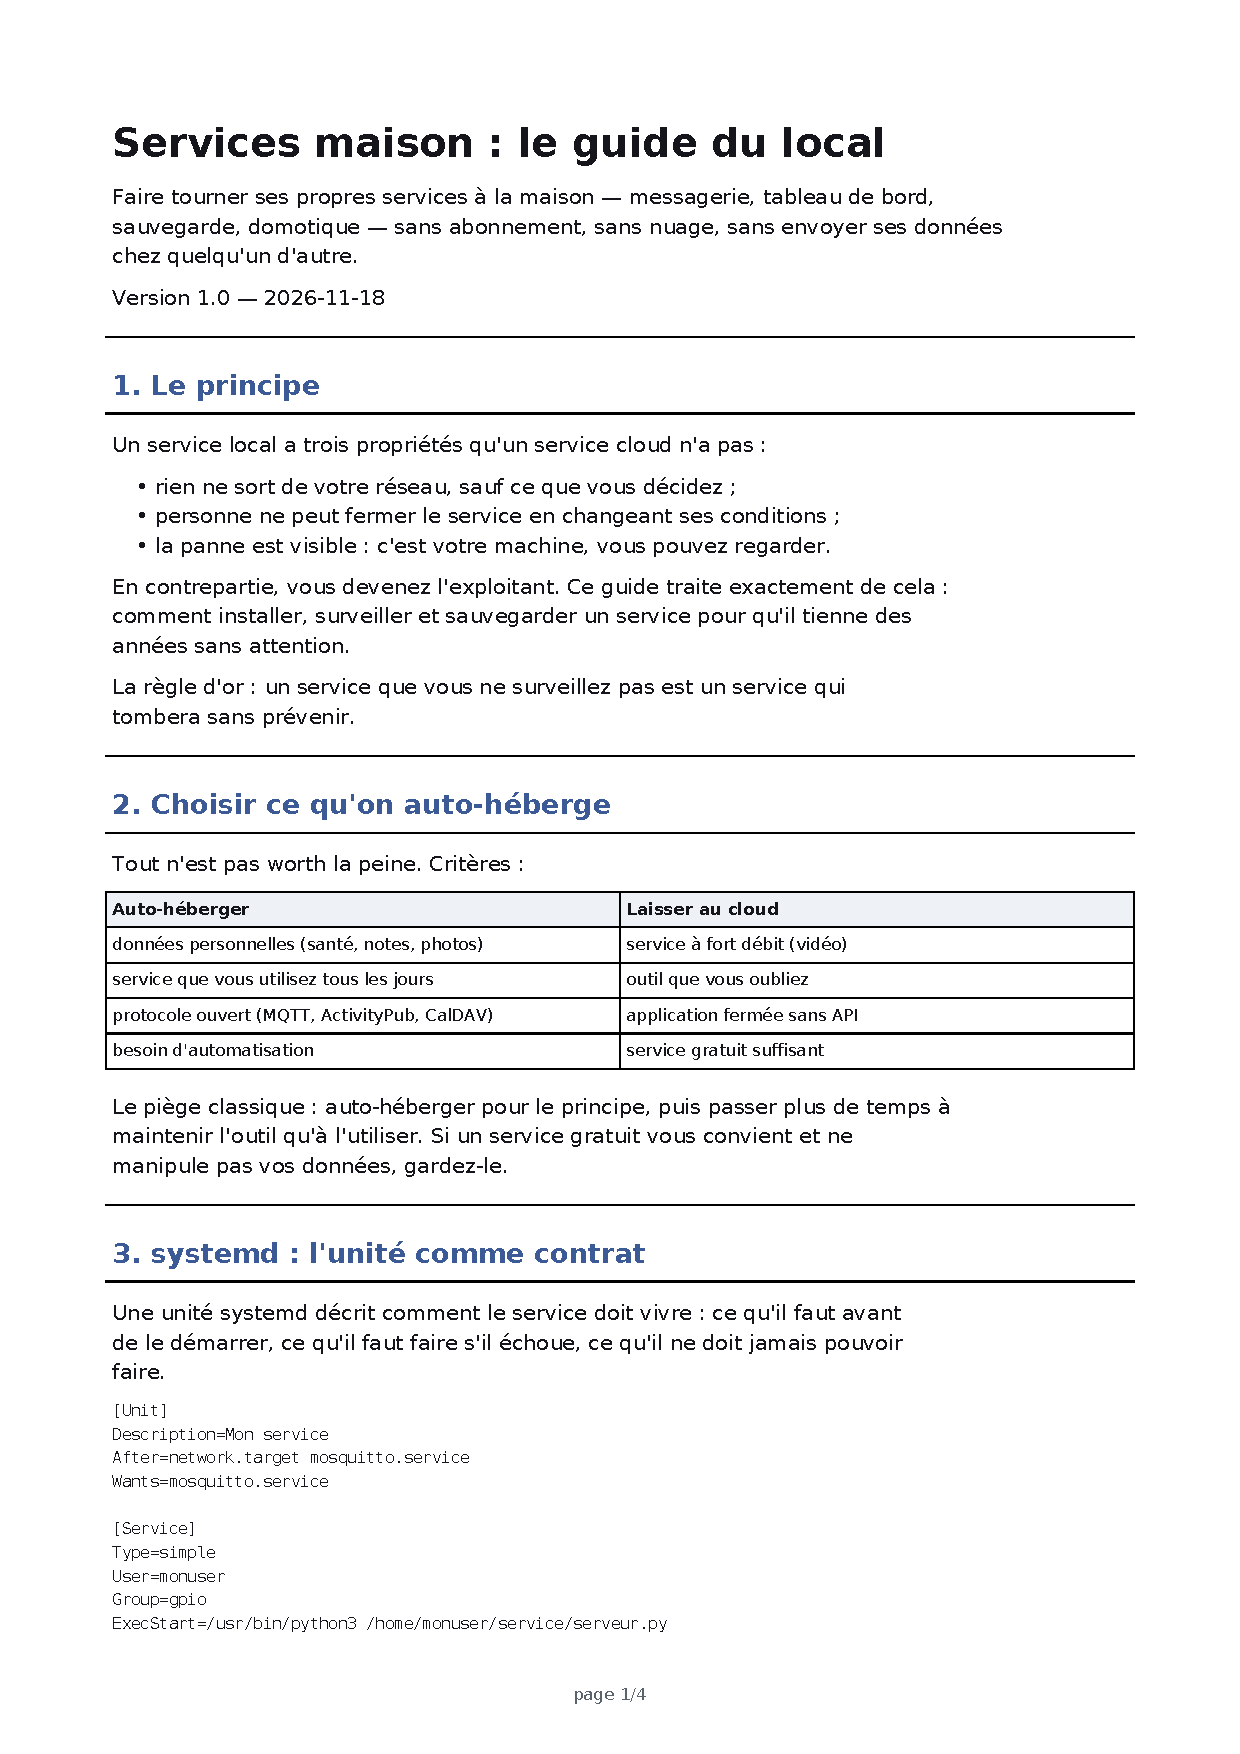 Services maison : le guide du local
Faire tourner ses propres services à la maison — messagerie, tableau de bord,
sauvegarde, domotique — sans abonnement, sans nuage, sans envoyer ses données
chez quelqu'un d'autre.
Version 1.0 — 2026-11-18
1. Le principe
Un service local a trois propriétés qu'un service cloud n'a pas :
• rien ne sort de votre réseau, sauf ce que vous décidez ;
• personne ne peut fermer le service en changeant ses conditions ;
• la panne est visible : c'est votre machine, vous pouvez regarder.
En contrepartie, vous devenez l'exploitant. Ce guide traite exactement de cela :
comment installer, surveiller et sauvegarder un service pour qu'il tienne des
années sans attention.
La règle d'or : un service que vous ne surveillez pas est un service qui
tombera sans prévenir.
2. Choisir ce qu'on auto-héberge
Tout n'est pas worth la peine. Critères :
Auto-héberger	Laisser au cloud
données personnelles (santé, notes, photos)	service à fort débit (vidéo)
service que vous utilisez tous les jours	outil que vous oubliez
protocole ouvert (MQTT, ActivityPub, CalDAV)	application fermée sans API
besoin d'automatisation	service gratuit suffisant
Le piège classique : auto-héberger pour le principe, puis passer plus de temps à
maintenir l'outil qu'à l'utiliser. Si un service gratuit vous convient et ne
manipule pas vos données, gardez-le.
3. systemd : l'unité comme contrat
Une unité systemd décrit comment le service doit vivre : ce qu'il faut avant
de le démarrer, ce qu'il faut faire s'il échoue, ce qu'il ne doit jamais pouvoir
faire.
[Unit]
Description=Mon service
After=network.target mosquitto.service
Wants=mosquitto.service
[Service]
Type=simple
User=monuser
Group=gpio
ExecStart=/usr/bin/python3 /home/monuser/service/serveur.py
page 1/4